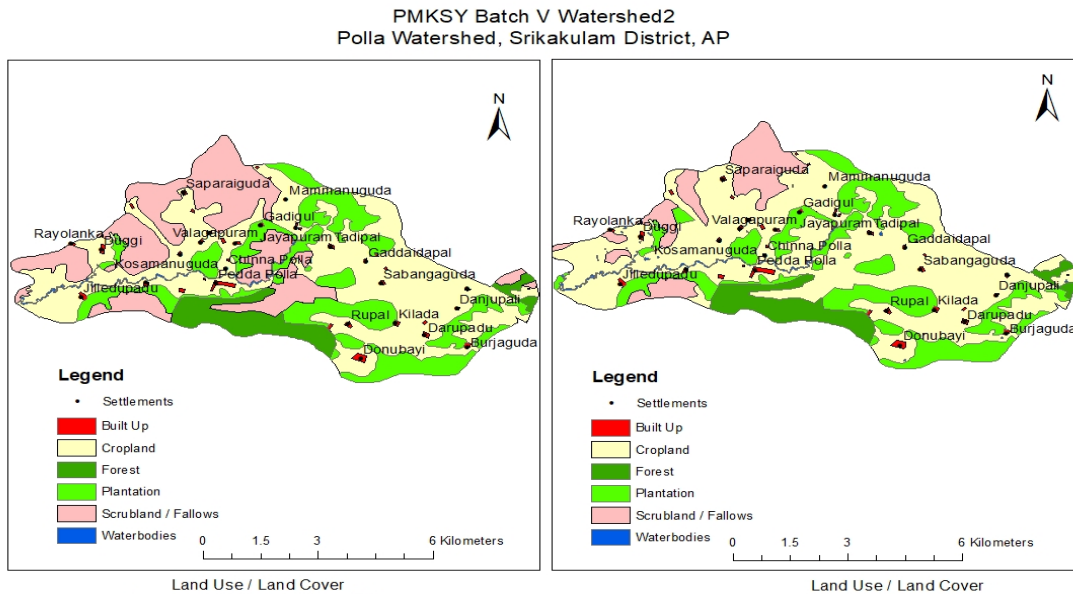 PMKSY Batch V Watershed2
Polla Watershed, Srikakulam District, AP
N
Saparaiguda
Mammanuguda
Gadigul
Rayolanka
Buggi
Valagapuram
Jayapuram Tadipal
Kosamanuguda
Chinna Polla
Gaddaidapal
Pedda Polla
Sabangaguda
Jilledupadu
Danjupali
Rupal
Kilada
Darupadu
Burjaguda
Donubayi
Legend
Settlements
Built Up
Cropland
Forest
Plantation
Scrubland / Fallows
Waterbodies
0 1.5 3 6 Kilometers
Land Use / Land Cover
N
Saparaiguda
Mammanuguda
Gadigul
Rayolanka
Buggi
Valagapuram
Jayapuram Tadipal
Kosamanuguda
Chinna Polla
Gaddaidapal
Pedda Polla
Sabangaguda
Jilledupadu
Danjupali
Rupal
Kilada
Darupadu
Burjaguda
Donubayi
Legend
Settlements
Built Up
Cropland
Forest
Plantation
Scrubland / Fallows
Waterbodies
0 1.5 3 6 Kilometers
Land Use / Land Cover